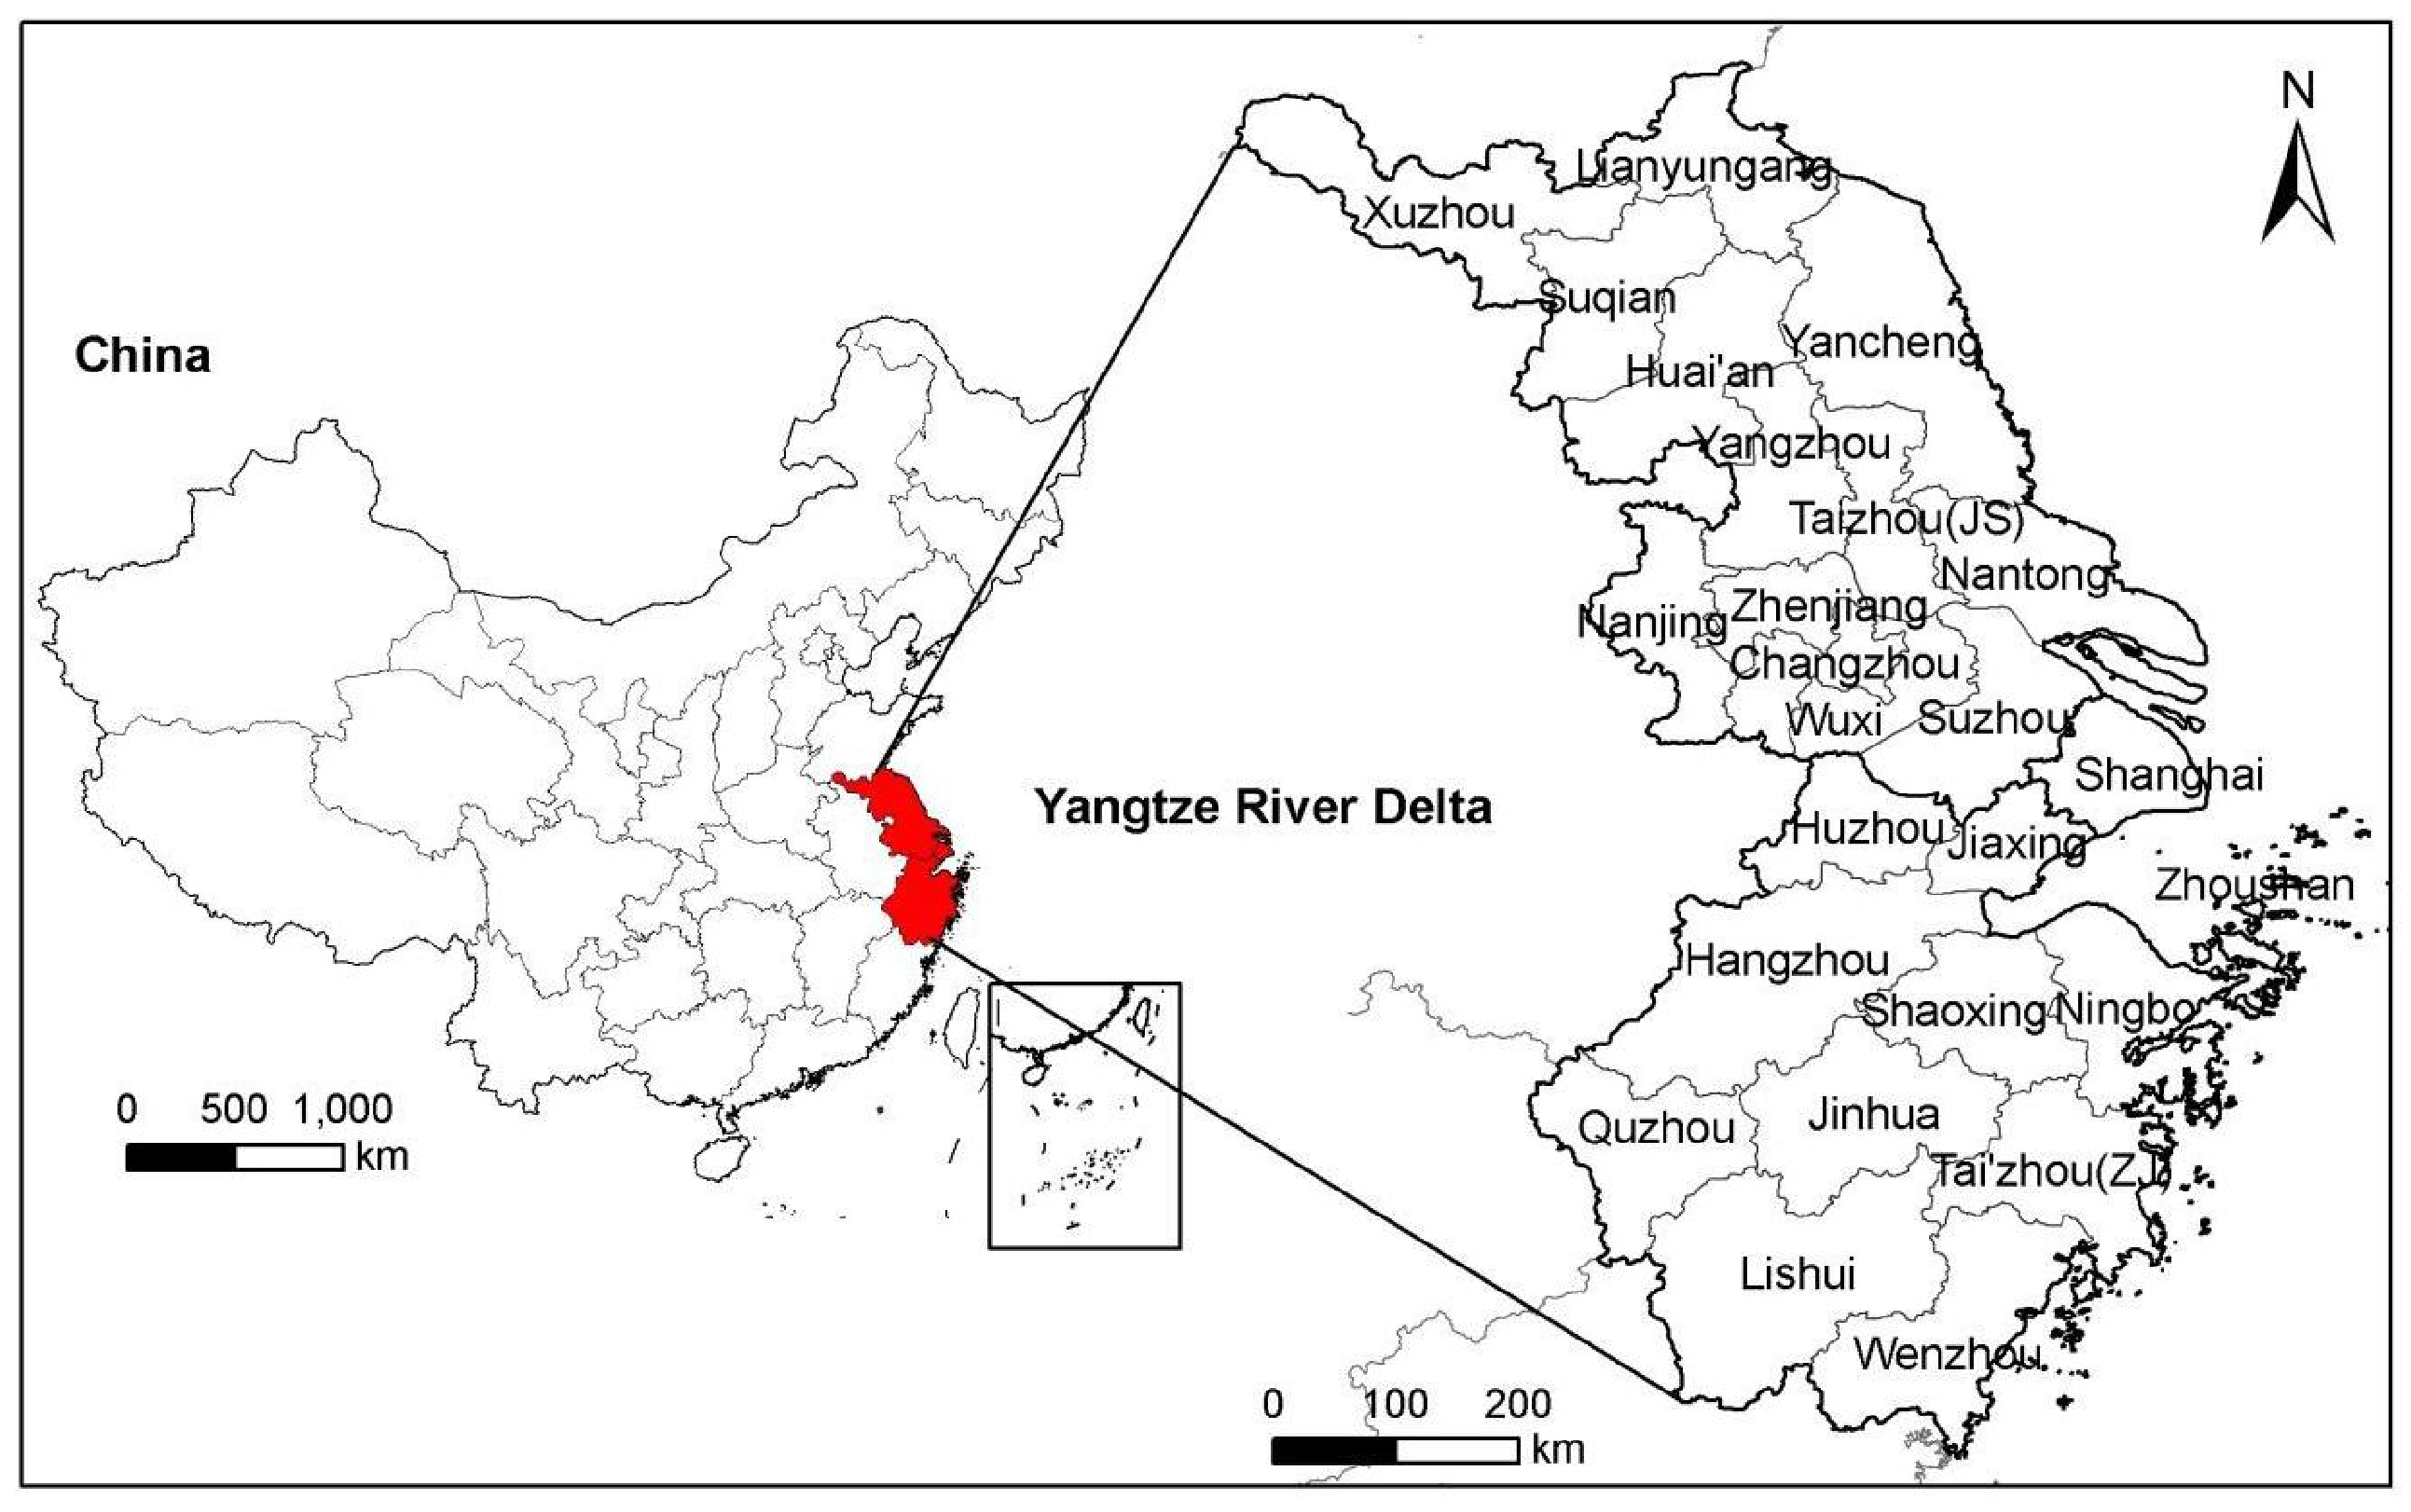 N
Lianyungang
Xuzhou
Suqian
China
Yancheng
Huai'an
Yangzhou
Taizhou(JS)
Nantong
Zhenjiang
Nanjing
Changzhou
Wuxi
Suzhou
Shanghai
Yangtze River Delta
Huzhou
Jiaxing
Zhoushan
Hangzhou
Shaoxing
Ningbo
0 500 1,000
km
Quzhou
Jinhua
Tai'zhou(ZJ)
Lishui
Wenzhou
0 100 200
km